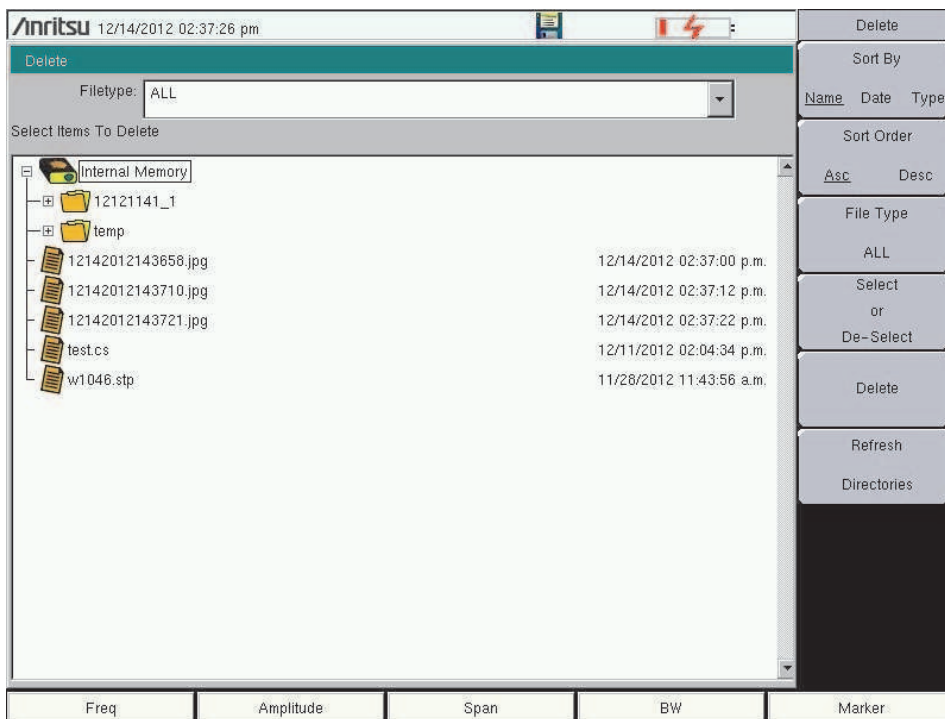 Anritsu 12/14/2012 02:37:26 pm
Delete
Filetype: ALL
Select Items To Delete
Internal Memory
12121141_1
temp
12142012143658.jpg 12/14/2012 02:37:00 p.m.
12142012143710.jpg 12/14/2012 02:37:12 p.m.
12142012143721.jpg 12/14/2012 02:37:22 p.m.
test.cs 12/11/2012 02:04:34 p.m.
w1046.stp 11/28/2012 11:43:56 a.m.
Delete
Sort By
Name Date Type
Sort Order
Asc Desc
File Type
ALL
Select
or
De-Select
Delete
Refresh
Directories
Freq Amplitude Span BW Marker